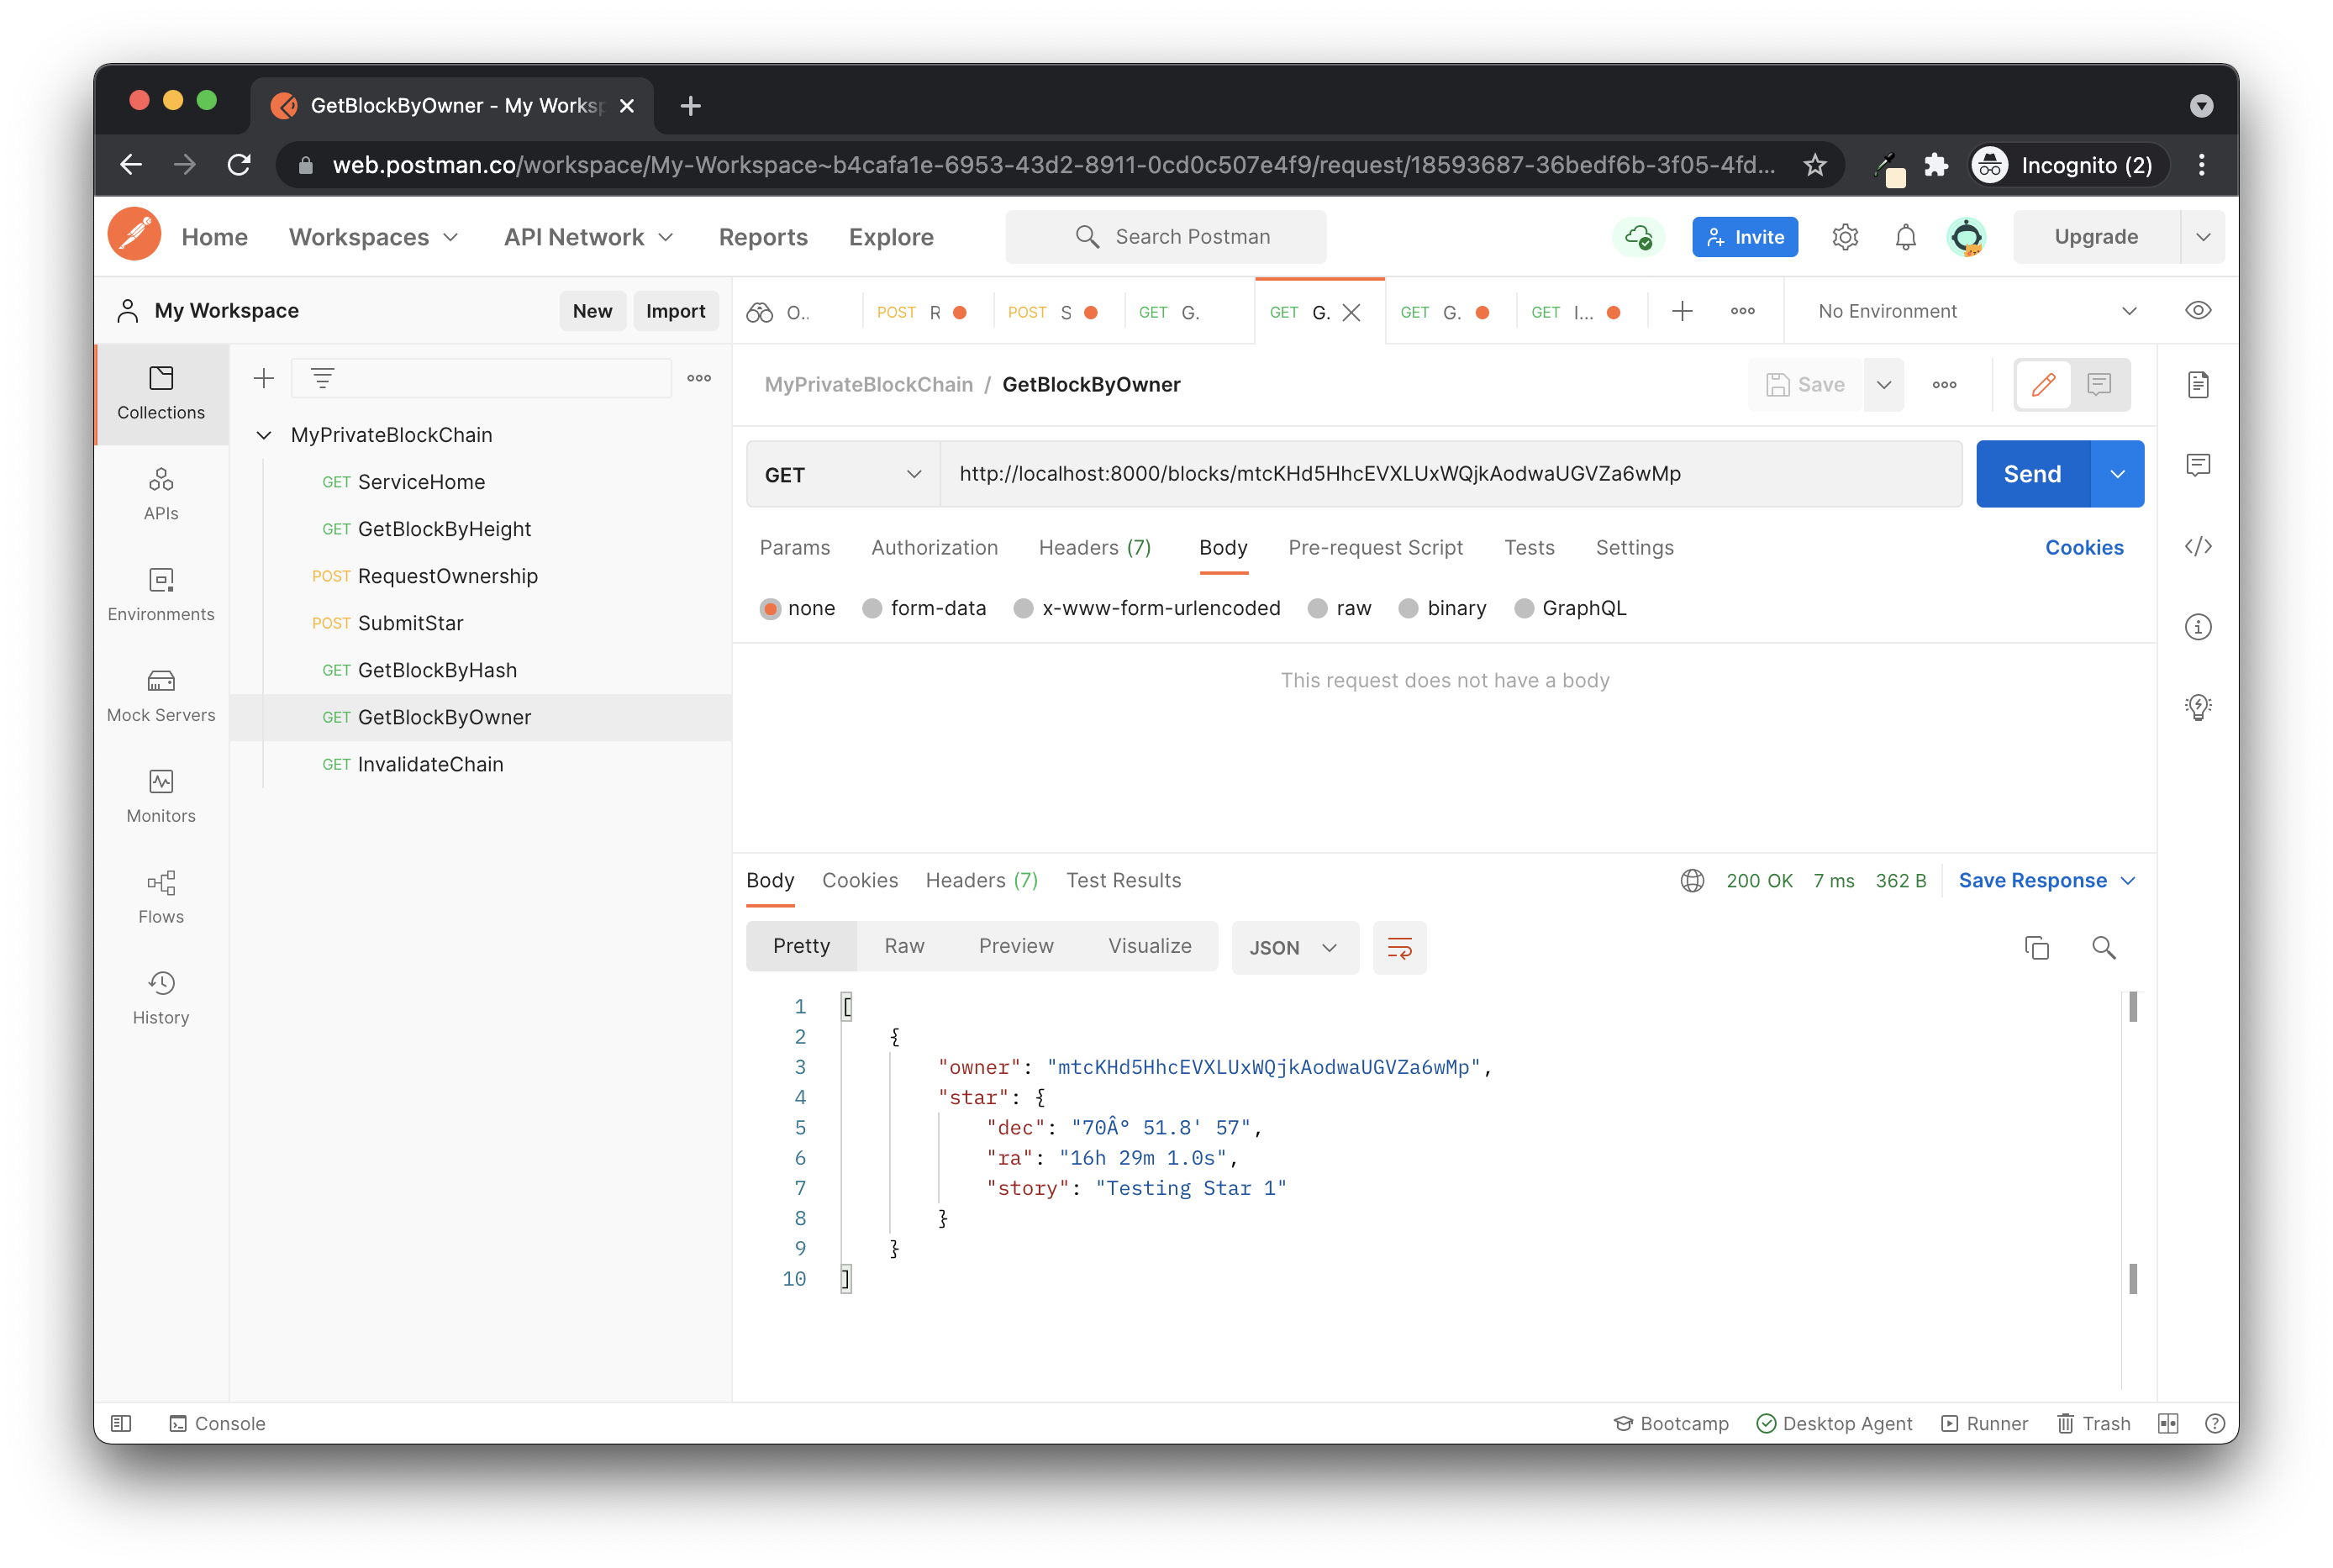 GetBlockByOwner - My Worksp
web.postman.co/workspace/My-Workspace~b4cafa1e-6953-43d2-8911-0cd0c507e4f9/request/18593687-36bedf6b-3f05-4fd...
Incognito (2)
Home Workspaces API Network Reports Explore Search Postman Invite Upgrade
My Workspace New Import
O.. POST R POST S GET G. GET G. GET G. GET I... No Environment
Collections
APIs
Environments
Mock Servers
Monitors
Flows
History
MyPrivateBlockChain
GET ServiceHome
GET GetBlockByHeight
POST RequestOwnership
POST SubmitStar
GET GetBlockByHash
GET GetBlockByOwner
GET InvalidateChain
MyPrivateBlockChain / GetBlockByOwner Save
GET http://localhost:8000/blocks/mtcKHd5HhcEVXLUxWQjkAodwaUGVZa6wMp Send
Params Authorization Headers (7) Body Pre-request Script Tests Settings Cookies
none form-data x-www-form-urlencoded raw binary GraphQL
This request does not have a body
Body Cookies Headers (7) Test Results 200 OK 7 ms 362 B Save Response
Pretty Raw Preview Visualize JSON
1 [
2 {
3 "owner": "mtcKHd5HhcEVXLUxWQjkAodwaUGVZa6wMp",
4 "star": {
5 "dec": "70Â° 51.8' 57",
6 "ra": "16h 29m 1.0s",
7 "story": "Testing Star 1"
8 }
9 }
10 ]
Console Bootcamp Desktop Agent Runner Trash